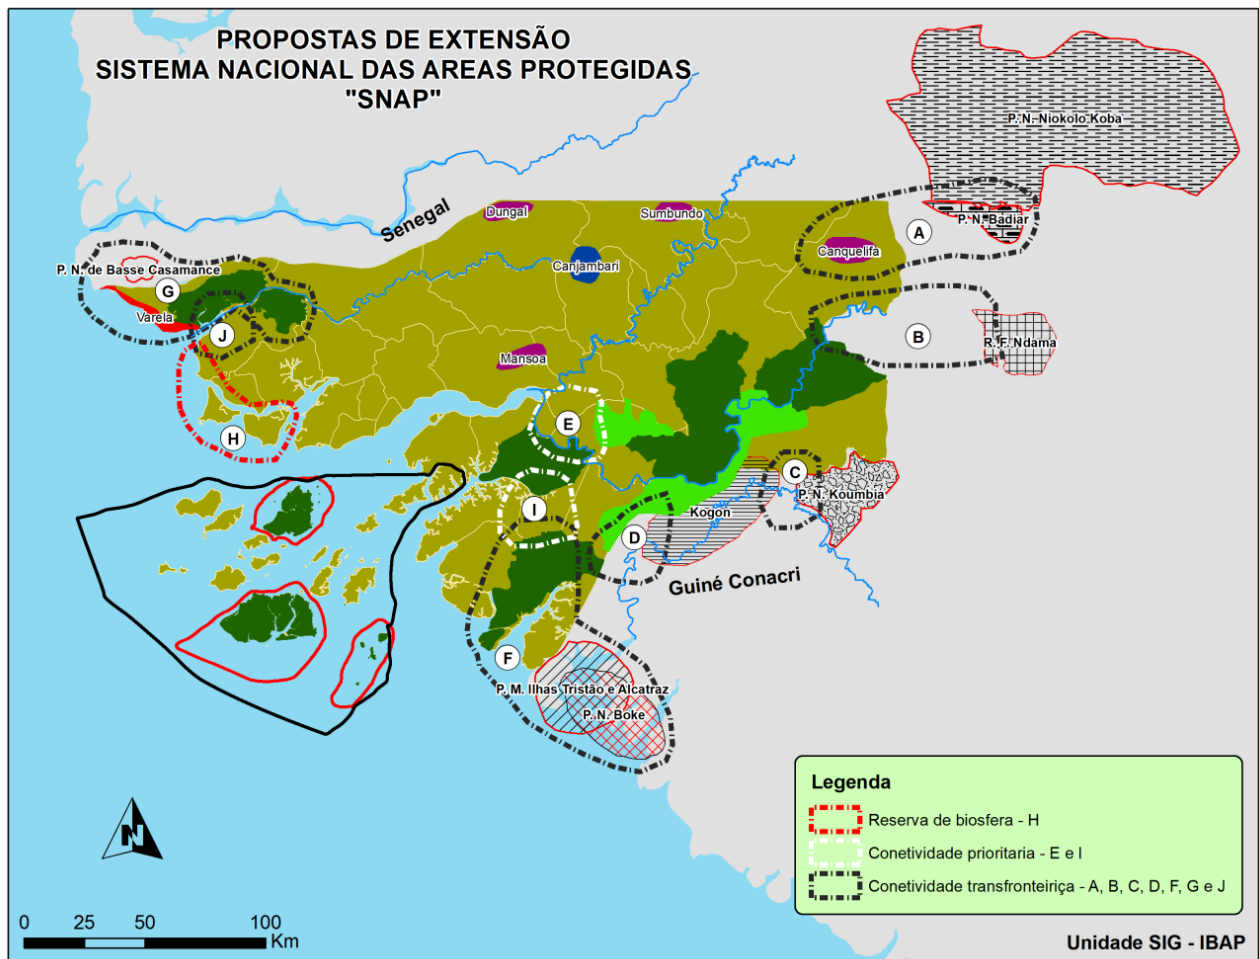 PROPOSTAS DE EXTENSÃO
SISTEMA NACIONAL DAS AREAS PROTEGIDAS
"SNAP"
P. N. Niokolo Koba
Senegal
Dungal
Sumbundo
A
P. N. Badiar
Canquelifa
P. N. de Basse Casamance
Canjambari
G
Varela
J
B
R. F. Ndama
Mansoa
E
H
C
P. N. Koumbia
I
Kogon
D
Guiné Conacri
F
P. M. Ilhas Tristão e Alcatraz
P. N. Boke
Legenda
Reserva de biosfera - H
Conetividade prioritaria - E e I
Conetividade transfronteiriça - A, B, C, D, F, G e J
N
0 25 50 100
Km
Unidade SIG - IBAP